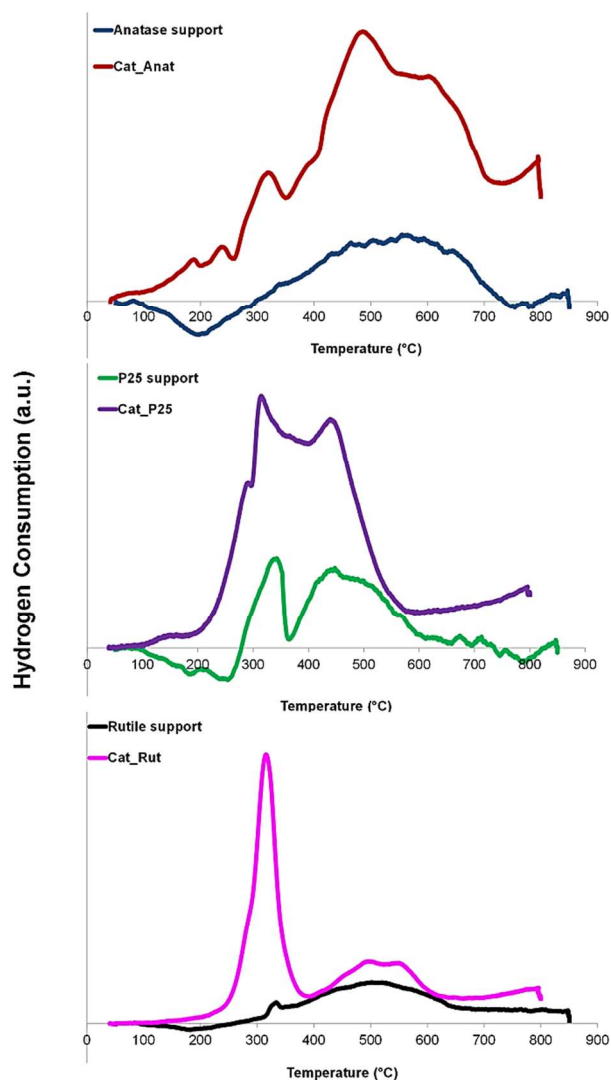 Hydrogen Consumption (a.u.)
Anatase support
Cat_Anat
0 100 200 300 400 500 600 700 800 900
Temperature (°C)
P25 support
Cat_P25
0 100 200 300 400 500 600 700 800 900
Temperature (°C)
Rutile support
Cat_Rut
0 100 200 300 400 500 600 700 800 900
Temperature (°C)